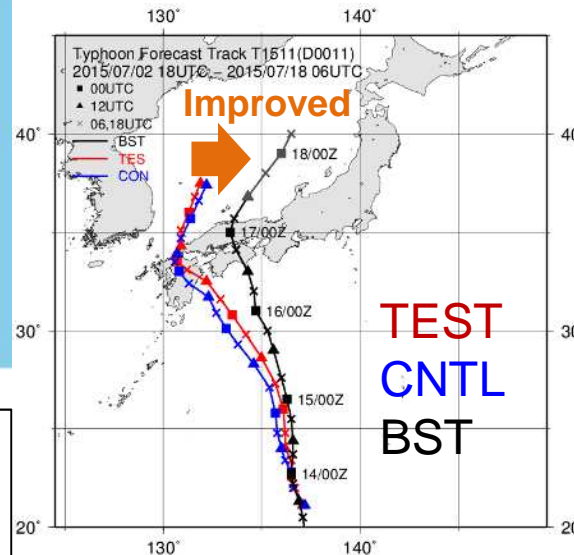 130° 140°
Typhoon Forecast Track T1511(D0011)
2015/07/02 18UTC – 2015/07/18 06UTC
■ 00UTC
▲ 12UTC
× 06,18UTC
BST
TES
CON
Improved
40°
18/00Z
17/00Z
16/00Z
30° 30
15/00Z
14/00Z
TEST
CNTL
BST
20° 20
130° 140°